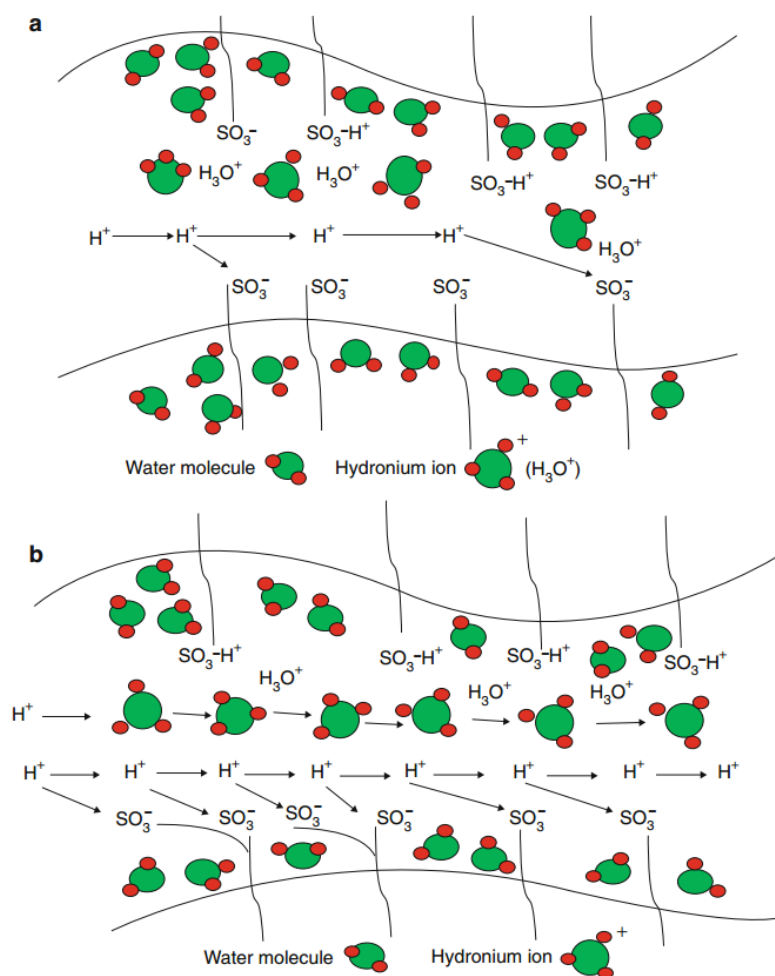 a
SO₃⁻ SO₃-H⁺
H₃O⁺ H₃O⁺ SO₃-H⁺ SO₃-H⁺
H⁺ H⁺ H⁺ H⁺ H₃O⁺
SO₃⁻ SO₃⁻ SO₃⁻ SO₃⁻
Water molecule Hydronium ion + (H₃O⁺)
b
SO₃-H⁺ SO₃-H⁺ SO₃-H⁺ SO₃-H⁺
H₃O⁺ H₃O⁺ H₃O⁺
H⁺
H⁺ H⁺ H⁺ H⁺ H⁺ H⁺ H⁺ H⁺
SO₃⁻ SO₃⁻ SO₃⁻ SO₃⁻ SO₃⁻ SO₃⁻
Water molecule Hydronium ion +